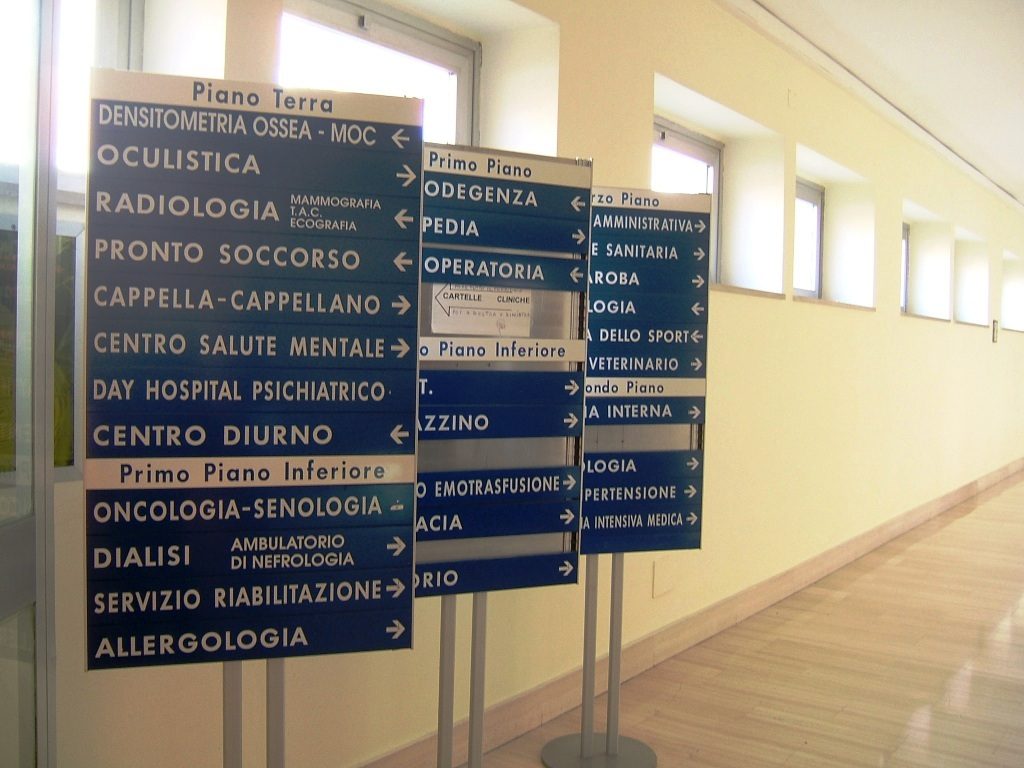 Piano Terra
DENSITOMETRIA OSSEA - MOC
OCULISTICA
RADIOLOGIA MAMMOGRAFIA
T.A.C.
ECOGRAFIA
PRONTO SOCCORSO
CAPPELLA-CAPPELLANO
CENTRO SALUTE MENTALE
DAY HOSPITAL PSICHIATRICO
CENTRO DIURNO
Primo Piano Inferiore
ONCOLOGIA-SENOLOGIA
DIALISI AMBULATORIO
DI NEFROLOGIA
SERVIZIO RIABILITAZIONE
ALLERGOLOGIA
Primo Piano
ODEGENZA
PEDIA
OPERATORIA
CARTELLE CLINICHE
o Piano Inferiore
T.
AZZINO
O EMOTRASFUSIONE
ACIA
ORIO
rzo Piano
AMMINISTRATIVA
E SANITARIA
AROBA
LOGIA
A DELLO SPORT
VETERINARIO
ondo Piano
A INTERNA
OLOGIA
PERTENSIONE
A INTENSIVA MEDICA